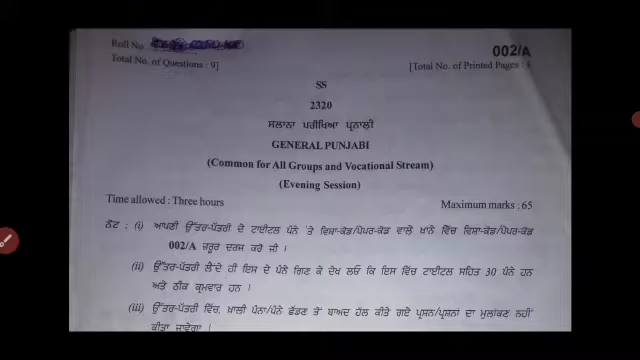 Roll No.
002/A
Total No. of Questions : 9]
[Total No. of Printed Pages : 4
SS
2320
ਸਲਾਨਾ ਪਰੀਖਿਆ ਪ੍ਰਨਾਲੀ
GENERAL PUNJABI
(Common for All Groups and Vocational Stream)
(Evening Session)
Time allowed : Three hours
Maximum marks : 65
ਨੋਟ : (i) ਆਪਣੀ ਉੱਤਰ-ਪੱਤਰੀ ਦੇ ਟਾਈਟਲ ਪੰਨੇ 'ਤੇ ਵਿਸ਼ਾ-ਕੋਡ/ਪੇਪਰ-ਕੋਡ ਵਾਲੇ ਖਾਨੇ ਵਿੱਚ ਵਿਸ਼ਾ-ਕੋਡ/ਪੇਪਰ-ਕੋਡ
002/A ਜ਼ਰੂਰ ਦਰਜ ਕਰੋ ਜੀ ।
(ii) ਉੱਤਰ-ਪੱਤਰੀ ਲੈਂਦੇ ਹੀ ਇਸ ਦੇ ਪੰਨੇ ਗਿਣ ਕੇ ਦੇਖ ਲਓ ਕਿ ਇਸ ਵਿੱਚ ਟਾਈਟਲ ਸਹਿਤ 30 ਪੰਨੇ ਹਨ
ਅਤੇ ਠੀਕ ਕ੍ਰਮਵਾਰ ਹਨ ।
(iii) ਉੱਤਰ-ਪੱਤਰੀ ਵਿੱਚ, ਖ਼ਾਲੀ ਪੰਨਾ/ਪੰਨੇ ਛੱਡਣ ਤੋਂ ਬਾਅਦ ਹੱਲ ਕੀਤੇ ਗਏ ਪ੍ਰਸ਼ਨ/ਪ੍ਰਸ਼ਨਾਂ ਦਾ ਮੁਲਾਂਕਣ ਨਹੀਂ
ਕੀਤਾ ਜਾਵੇਗਾ ।